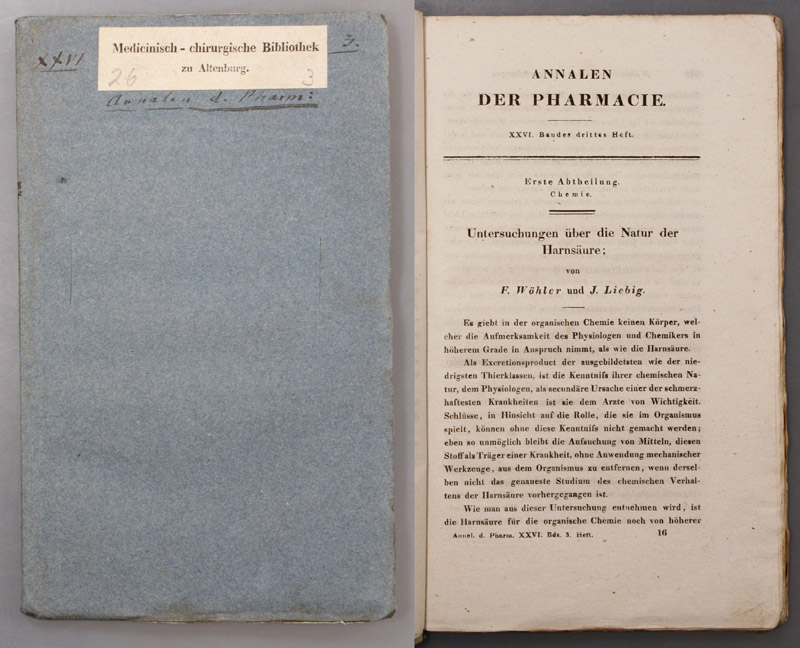 XXVI
3.
Medicinisch - chirurgische Bibliothek
zu Altenburg.
26
3
Annalen d. Pharm:
ANNALEN
DER PHARMACIE.
XXVI. Bandes drittes Heft.
Erste Abtheilung.
Chemie.
Untersuchungen über die Natur der
Harnsäure;
von
F. Wöhler und J. Liebig.
Es giebt in der organischen Chemie keinen Körper, wel-
cher die Aufmerksamkeit des Physiologen und Chemikers in
höherem Grade in Anspruch nimmt, als wie die Harnsäure.
Als Excretionsproduct der ausgebildetsten wie der nie-
drigsten Thierklassen, ist die Kenntniſs ihrer chemischen Na-
tur, dem Physiologen, als secundäre Ursache einer der schmerz-
haftesten Krankheiten ist sie dem Arzte von Wichtigkeit.
Schlüsse, in Hinsicht auf die Rolle, die sie im Organismus
spielt, können ohne diese Kenntniſs nicht gemacht werden;
eben so unmöglich bleibt die Aufsuchung von Mitteln, diesen
Stoff als Träger einer Krankheit, ohne Anwendung mechanischer
Werkzeuge, aus dem Organismus zu entfernen, wenn dersel-
ben nicht das genaueste Studium des chemischen Verhal-
tens der Harnsäure vorhergegangen ist.
Wie man aus dieser Untersuchung entnehmen wird, ist
die Harnsäure für die organische Chemie noch von höherer
Annal. d. Pharm. XXVI. Bds. 3. Heft. 16